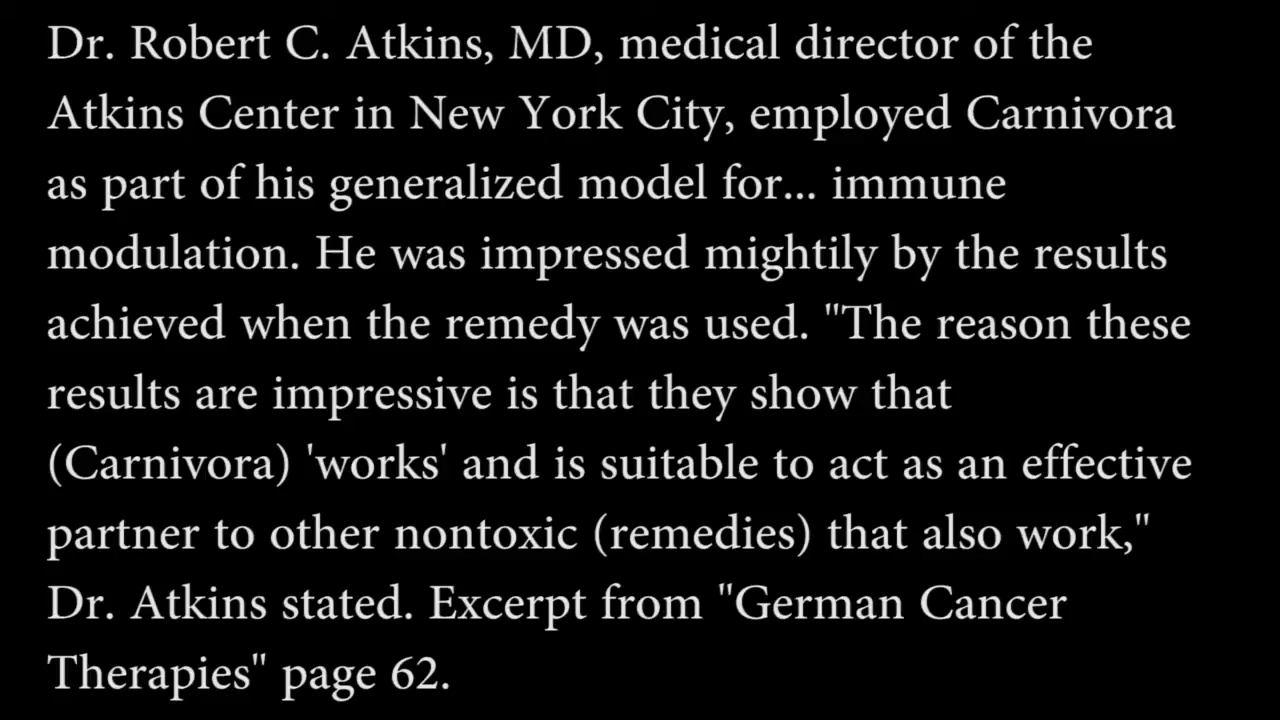 Dr. Robert C. Atkins, MD, medical director of the
Atkins Center in New York City, employed Carnivora
as part of his generalized model for... immune
modulation. He was impressed mightily by the results
achieved when the remedy was used. "The reason these
results are impressive is that they show that
(Carnivora) 'works' and is suitable to act as an effective
partner to other nontoxic (remedies) that also work,"
Dr. Atkins stated. Excerpt from "German Cancer
Therapies" page 62.